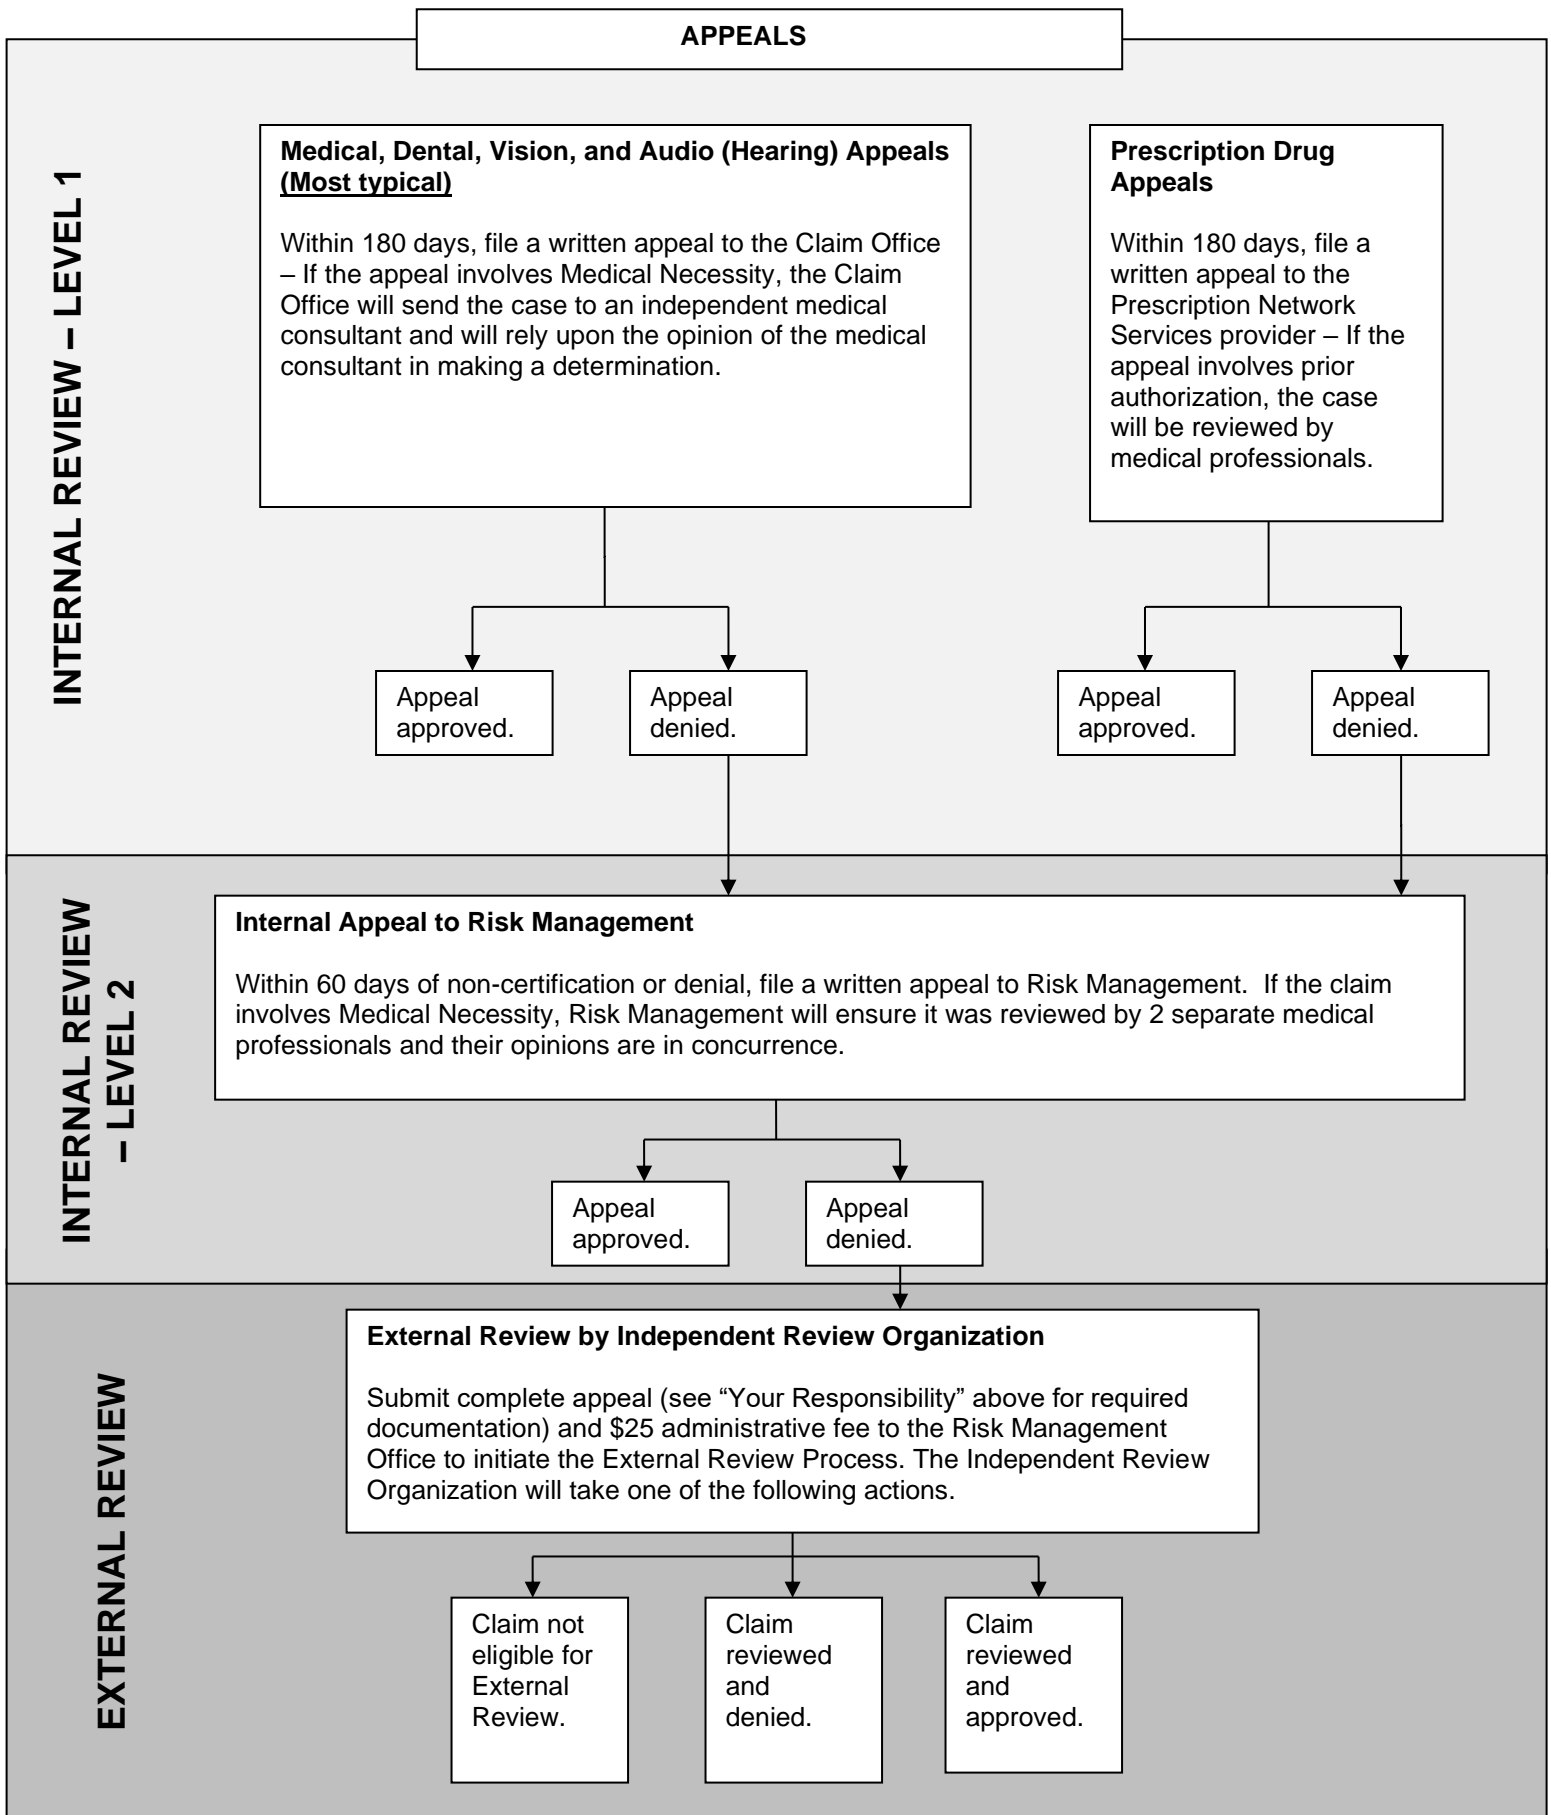 APPEALS
INTERNAL REVIEW – LEVEL 1
Medical, Dental, Vision, and Audio (Hearing) Appeals
(Most typical)
Within 180 days, file a written appeal to the Claim Office
– If the appeal involves Medical Necessity, the Claim
Office will send the case to an independent medical
consultant and will rely upon the opinion of the medical
consultant in making a determination.
Prescription Drug
Appeals
Within 180 days, file a
written appeal to the
Prescription Network
Services provider – If the
appeal involves prior
authorization, the case
will be reviewed by
medical professionals.
Appeal
approved.
Appeal
denied.
Appeal
approved.
Appeal
denied.
INTERNAL REVIEW
– LEVEL 2
Internal Appeal to Risk Management
Within 60 days of non-certification or denial, file a written appeal to Risk Management.  If the claim
involves Medical Necessity, Risk Management will ensure it was reviewed by 2 separate medical
professionals and their opinions are in concurrence.
Appeal
approved.
Appeal
denied.
EXTERNAL REVIEW
External Review by Independent Review Organization
Submit complete appeal (see “Your Responsibility” above for required
documentation) and $25 administrative fee to the Risk Management
Office to initiate the External Review Process. The Independent Review
Organization will take one of the following actions.
Claim not
eligible for
External
Review.
Claim
reviewed
and
denied.
Claim
reviewed
and
approved.